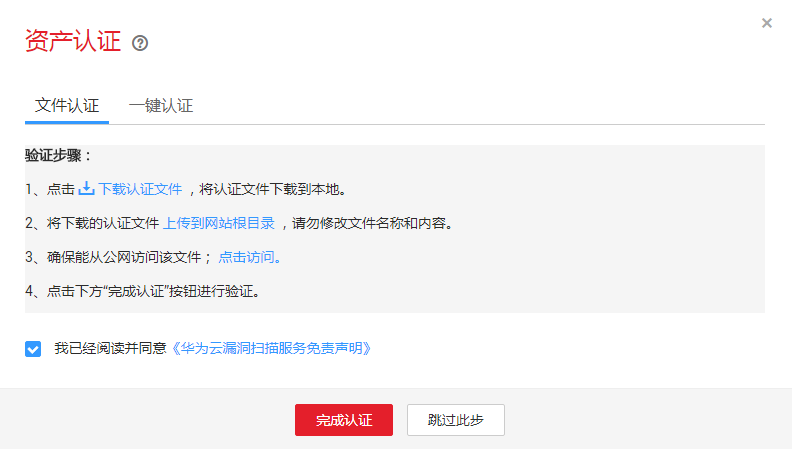 资产认证
文件认证 一键认证
验证步骤：
1、点击 下载认证文件 ，将认证文件下载到本地。
2、将下载的认证文件 上传到网站根目录 ，请勿修改文件名称和内容。
3、确保能从公网访问该文件； 点击访问。
4、点击下方“完成认证”按钮进行验证。
我已经阅读并同意《华为云漏洞扫描服务免责声明》
完成认证 跳过此步